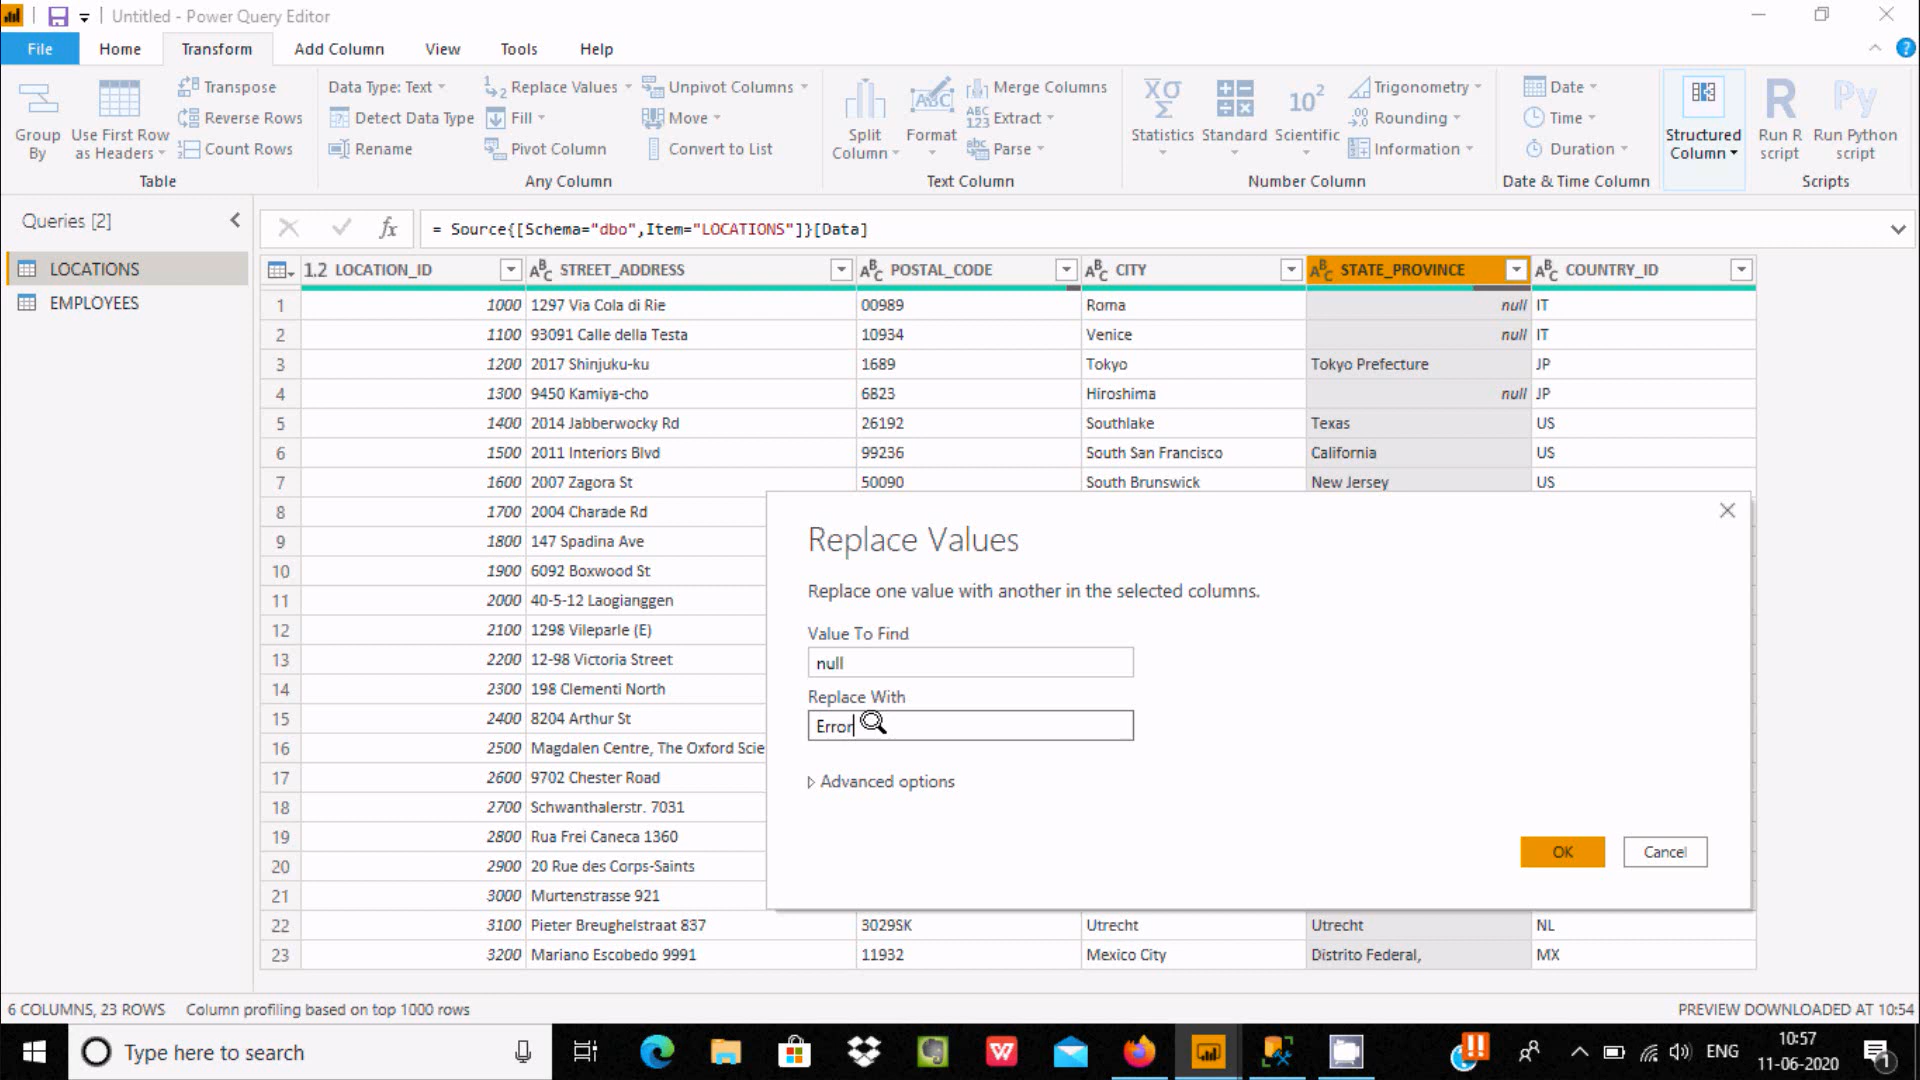 Untitled - Power Query Editor
File Home Transform Add Column View Tools Help
Group By
Use First Row as Headers
Transpose
Reverse Rows
Count Rows
Table
Data Type: Text
Detect Data Type
Rename
Replace Values
Fill
Pivot Column
Unpivot Columns
Move
Convert to List
Any Column
Split Column
Format
Merge Columns
Extract
Parse
Text Column
Statistics
Standard
Scientific
Trigonometry
Rounding
Information
Number Column
Date
Time
Duration
Date & Time Column
Structured Column
Run R script
Run Python script
Scripts
Queries [2]
LOCATIONS
EMPLOYEES
fx = Source{[Schema="dbo",Item="LOCATIONS"]}[Data]
1.2 LOCATION_ID ABC STREET_ADDRESS ABC POSTAL_CODE ABC CITY ABC STATE_PROVINCE ABC COUNTRY_ID
1 1000 1297 Via Cola di Rie 00989 Roma null IT
2 1100 93091 Calle della Testa 10934 Venice null IT
3 1200 2017 Shinjuku-ku 1689 Tokyo Tokyo Prefecture JP
4 1300 9450 Kamiya-cho 6823 Hiroshima null JP
5 1400 2014 Jabberwocky Rd 26192 Southlake Texas US
6 1500 2011 Interiors Blvd 99236 South San Francisco California US
7 1600 2007 Zagora St 50090 South Brunswick New Jersey US
8 1700 2004 Charade Rd
9 1800 147 Spadina Ave
10 1900 6092 Boxwood St
11 2000 40-5-12 Laogianggen
12 2100 1298 Vileparle (E)
13 2200 12-98 Victoria Street
14 2300 198 Clementi North
15 2400 8204 Arthur St
16 2500 Magdalen Centre, The Oxford Scie
17 2600 9702 Chester Road
18 2700 Schwanthalerstr. 7031
19 2800 Rua Frei Caneca 1360
20 2900 20 Rue des Corps-Saints
21 3000 Murtenstrasse 921
22 3100 Pieter Breughelstraat 837 3029SK Utrecht Utrecht NL
23 3200 Mariano Escobedo 9991 11932 Mexico City Distrito Federal, MX
Replace Values
Replace one value with another in the selected columns.
Value To Find
null
Replace With
Error
Advanced options
OK Cancel
6 COLUMNS, 23 ROWS Column profiling based on top 1000 rows PREVIEW DOWNLOADED AT 10:54
Type here to search
ENG
10:57
11-06-2020
1